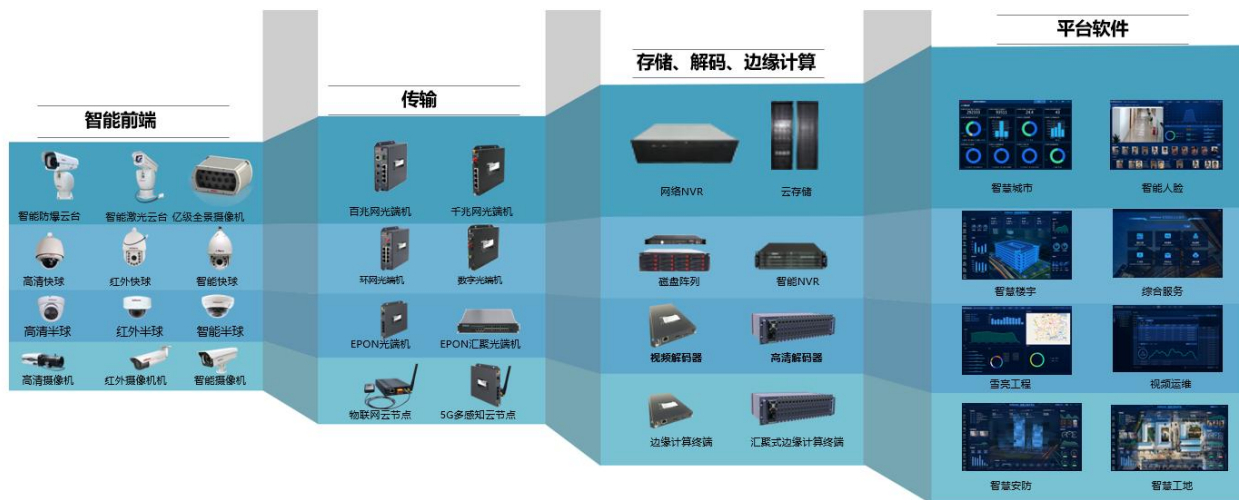 智能前端
智能防爆云台
智能激光云台
亿级全景摄像机
高清快球
红外快球
智能快球
高清半球
红外半球
智能半球
高清摄像机
红外摄像机机
智能摄像机
传输
百兆网光端机
千兆网光端机
环网光端机
数字光端机
EPON光端机
EPON汇聚光端机
物联网云节点
5G多感知云节点
存储、解码、边缘计算
网络NVR
云存储
磁盘阵列
智能NVR
视频解码器
高清解码器
边缘计算终端
汇聚式边缘计算终端
平台软件
智慧城市
智能人脸
智慧楼宇
综合服务
雪亮工程
视频运维
智慧安防
智慧工地